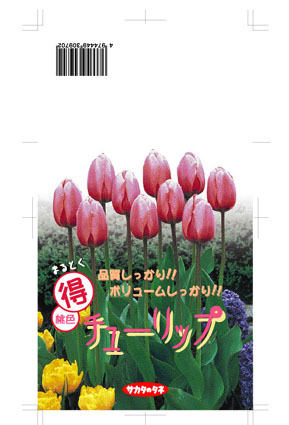 4 974449 309702
まるとく
得
桃色
品質しっかり!!
ボリュームしっかり!!
チューリップ
サカタのタネ